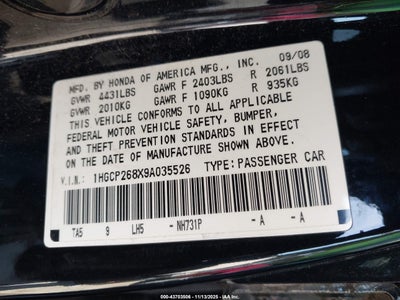 MFD. BY HONDA OF AMERICA MFG., INC. 09/08
GVWR 4431LBS GAWR F 2403LBS R 2061LBS
GVWR 2010KG GAWR F 1090KG R 935KG
THIS VEHICLE CONFORMS TO ALL APPLICABLE
FEDERAL MOTOR VEHICLE SAFETY, BUMPER,
AND THEFT PREVENTION STANDARDS IN EFFECT
ON THE DATE OF MANUFACTURE SHOWN ABOVE.
V.I.N.: 1HGCP268X9A035526 TYPE: PASSENGER CAR
TA5 9 LH5 - NH731P -A -A
000-43703506 - 11/13/2025 - IAAI.COM